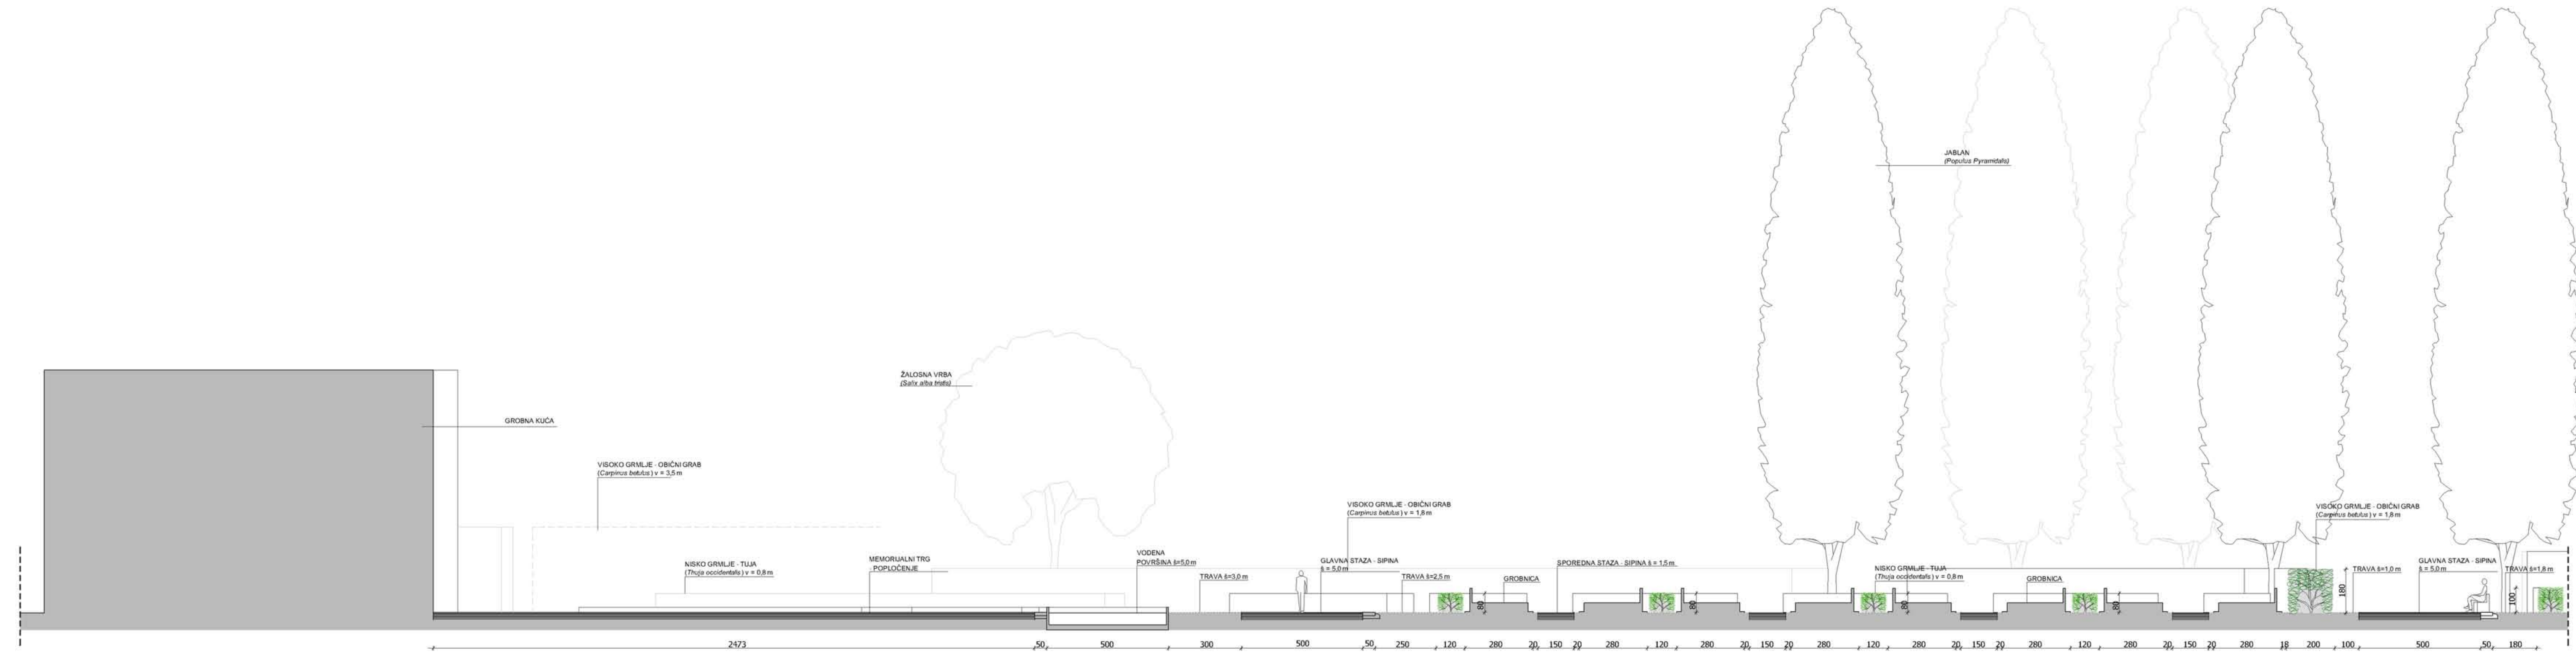 JABLAN
(Populus Pyramidalis)
ŽALOSNA VRBA
(Salix alba tristis)
GROBNA KUĆA
VISOKO GRMLJE - OBIČNI GRAB
(Carpinus betulus) v = 3,5 m
VISOKO GRMLJE - OBIČNI GRAB
(Carpinus betulus) v = 1,8 m
VISOKO GRMLJE - OBIČNI GRAB
(Carpinus betulus) v = 1,8 m
NISKO GRMLJE - TUJA
(Thuja occidentalis) v = 0,8 m
MEMORIJALNI TRG
- POPLOČENJE
VODENA
POVRŠINA š=5,0 m
TRAVA š=3,0 m
GLAVNA STAZA - SIPINA
š = 5,0 m
TRAVA š=2,5 m
GROBNICA
SPOREDNA STAZA - SIPINA š = 1,5 m
NISKO GRMLJE - TUJA
(Thuja occidentalis) v = 0,8 m
GROBNICA
TRAVA š=1,0 m
GLAVNA STAZA - SIPINA
š = 5,0 m
TRAVA š=1,8 m
80
80
80
80
180
100
2473 50 500 300 500 50 250 120 280 20 150 20 280 120 280 20 150 20 280 120 280 20 150 20 280 120 280 20 150 20 280 18 200 100 500 50 180